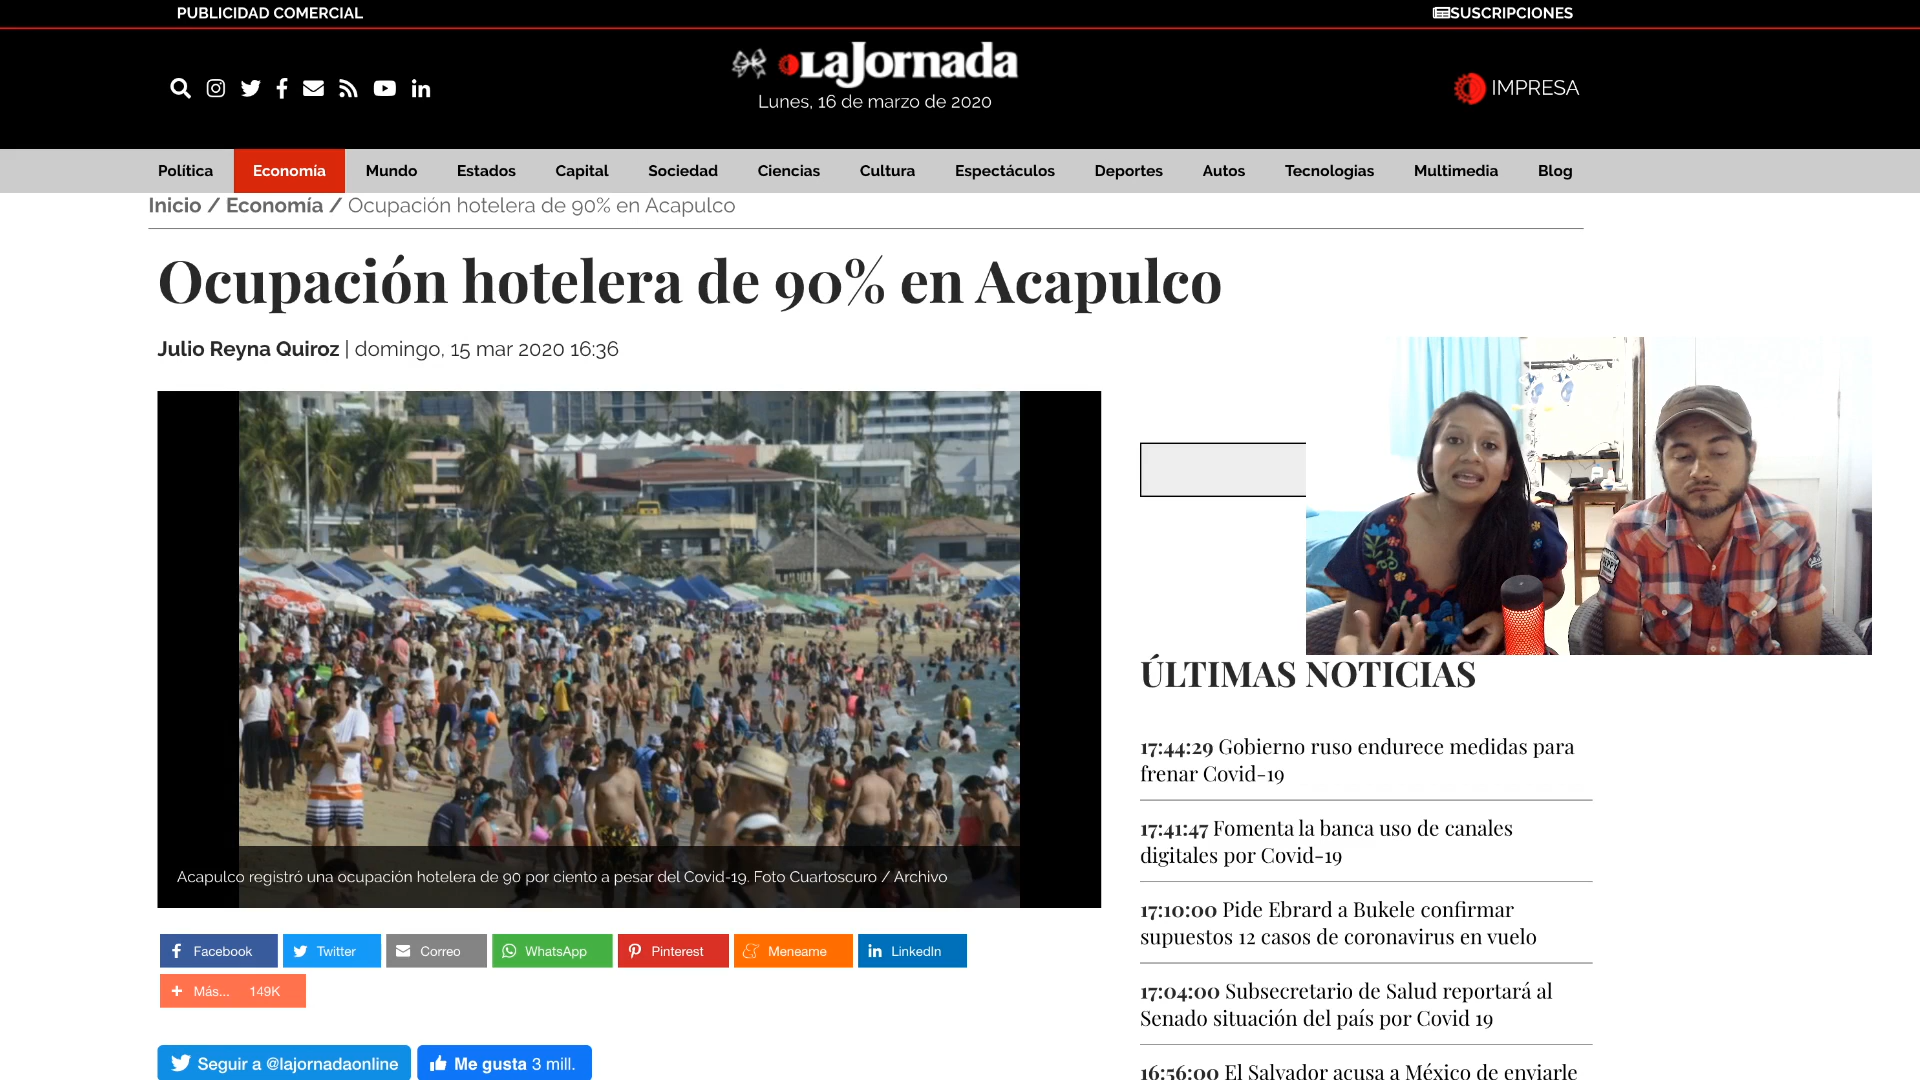 PUBLICIDAD COMERCIAL
SUSCRIPCIONES
LaJornada
Lunes, 16 de marzo de 2020
IMPRESA
Política Economía Mundo Estados Capital Sociedad Ciencias Cultura Espectáculos Deportes Autos Tecnologías Multimedia Blog
Inicio / Economía / Ocupación hotelera de 90% en Acapulco
Ocupación hotelera de 90% en Acapulco
Julio Reyna Quiroz | domingo, 15 mar 2020 16:36
Acapulco registró una ocupación hotelera de 90 por ciento a pesar del Covid-19. Foto Cuartoscuro / Archivo
Facebook Twitter Correo WhatsApp Pinterest Meneame LinkedIn
Más... 149K
Seguir a @lajornadaonline Me gusta 3 mill.
ÚLTIMAS NOTICIAS
17:44:29 Gobierno ruso endurece medidas para
frenar Covid-19
17:41:47 Fomenta la banca uso de canales
digitales por Covid-19
17:10:00 Pide Ebrard a Bukele confirmar
supuestos 12 casos de coronavirus en vuelo
17:04:00 Subsecretario de Salud reportará al
Senado situación del país por Covid 19
16:56:00 El Salvador acusa a México de enviarle